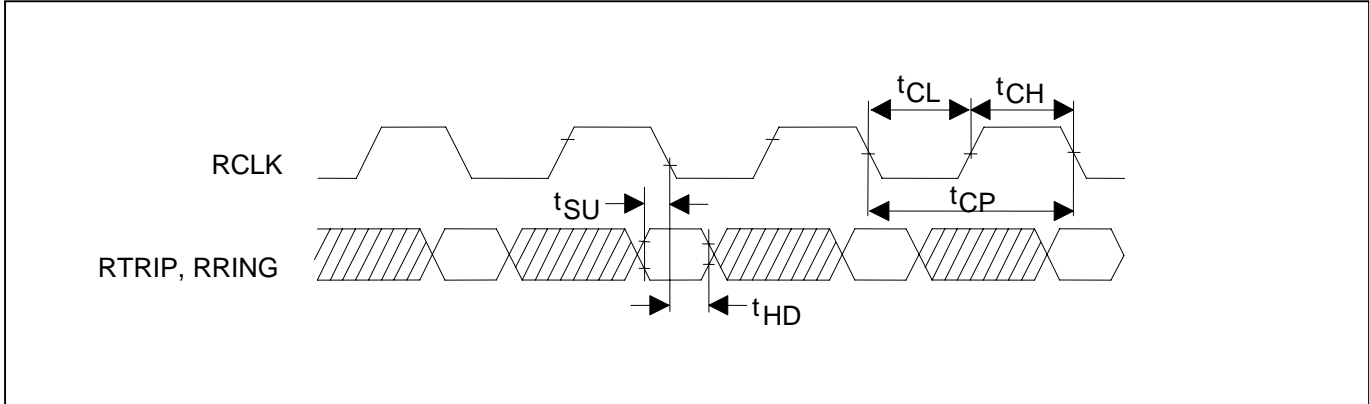 tCL
tCH
RCLK
tCP
tSU
RTRIP, RRING
tHD